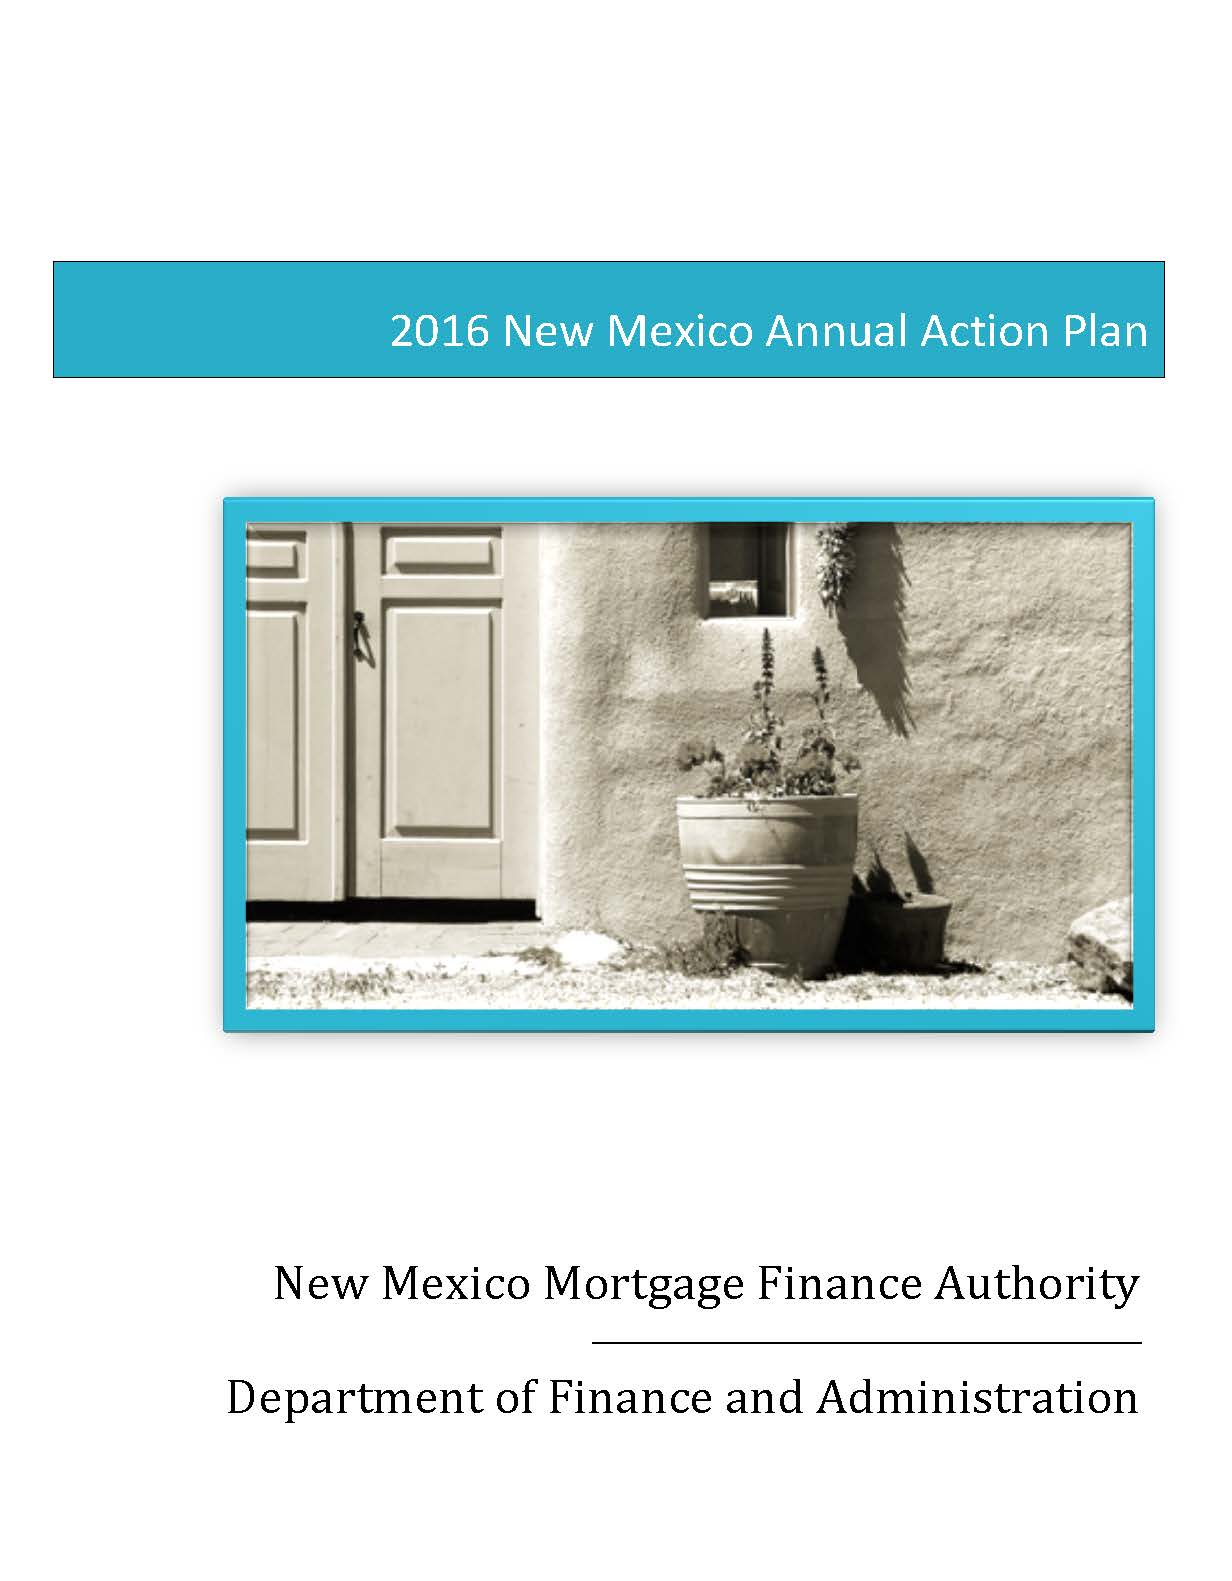 2016 New Mexico Annual Action Plan
New Mexico Mortgage Finance Authority
Department of Finance and Administration